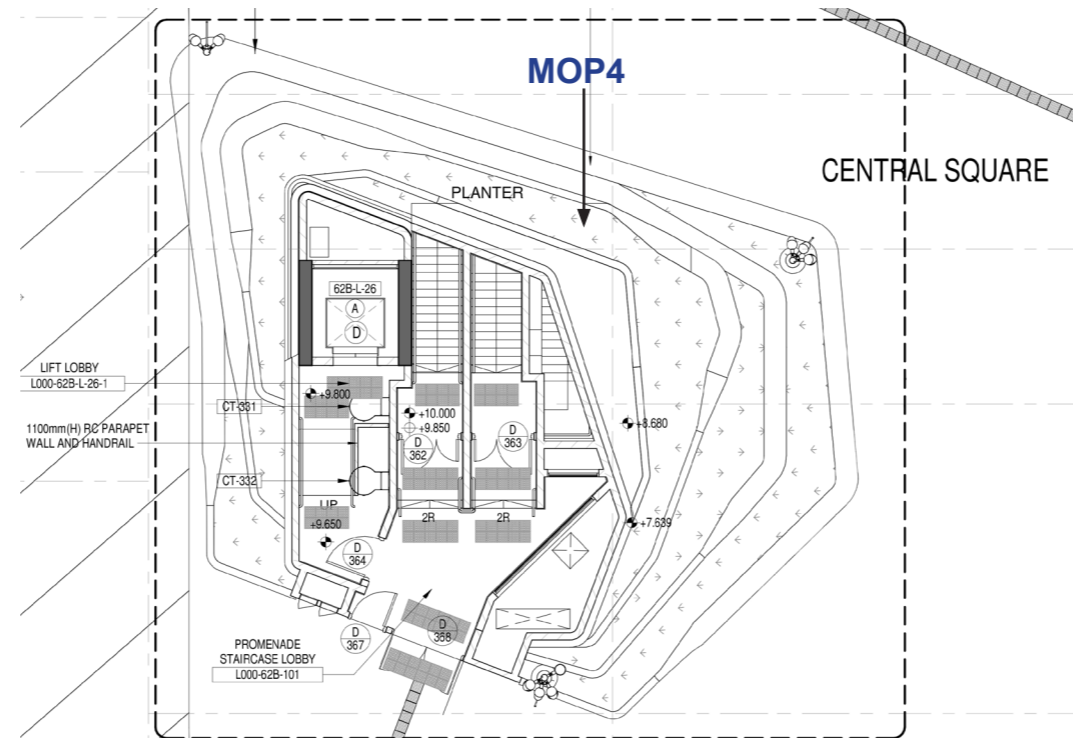 MOP4
CENTRAL SQUARE
PLANTER
62B-L-26
A
D
LIFT LOBBY
L000-62B-L-26-1
+9.800
CT-331
1100mm(H) RC PARAPET
WALL AND HANDRAIL
+10.000
+9.850
D
362
D
363
+8.680
CT-332
UP
+9.650
2R
2R
+7.639
D
364
D
367
D
368
PROMENADE
STAIRCASE LOBBY
L000-62B-101